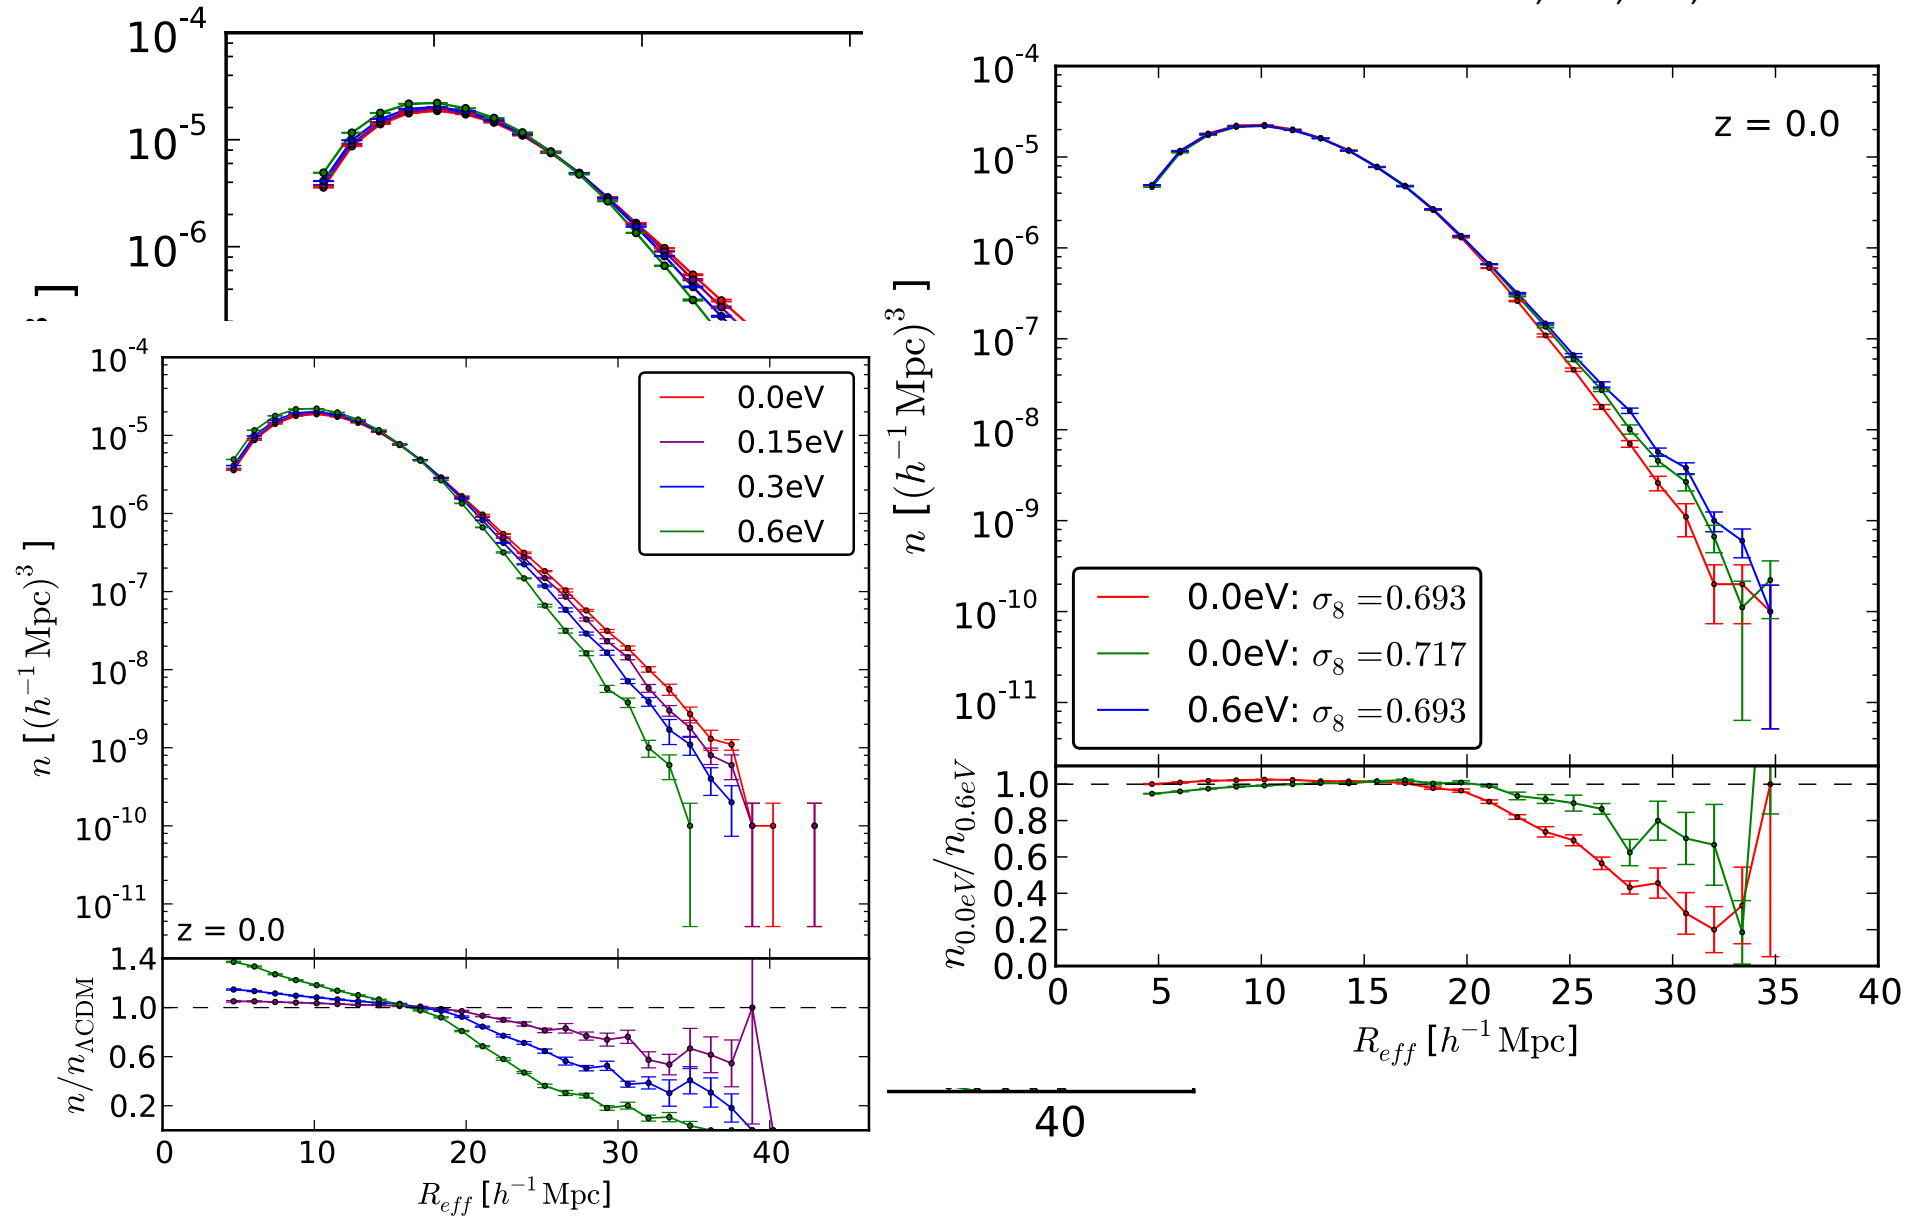 10⁻⁴
10⁻⁵
10⁻⁶
]
10⁻⁴
10⁻⁵
10⁻⁶
10⁻⁷
10⁻⁸
10⁻⁹
10⁻¹⁰
10⁻¹¹
n [(h⁻¹ Mpc)³ ]
0.0eV
0.15eV
0.3eV
0.6eV
z = 0.0
1.4
1.0
0.6
0.2
n/n_ΛCDM
0 10 20 30 40
R_eff [h⁻¹ Mpc]
10⁻⁴
10⁻⁵
10⁻⁶
10⁻⁷
10⁻⁸
10⁻⁹
10⁻¹⁰
10⁻¹¹
n [(h⁻¹ Mpc)³ ]
z = 0.0
0.0eV: σ₈ =0.693
0.0eV: σ₈ =0.717
0.6eV: σ₈ =0.693
1.0
0.8
0.6
0.4
0.2
0.0
n_0.0eV/n_0.6eV
0 5 10 15 20 25 30 35 40
R_eff [h⁻¹ Mpc]
40